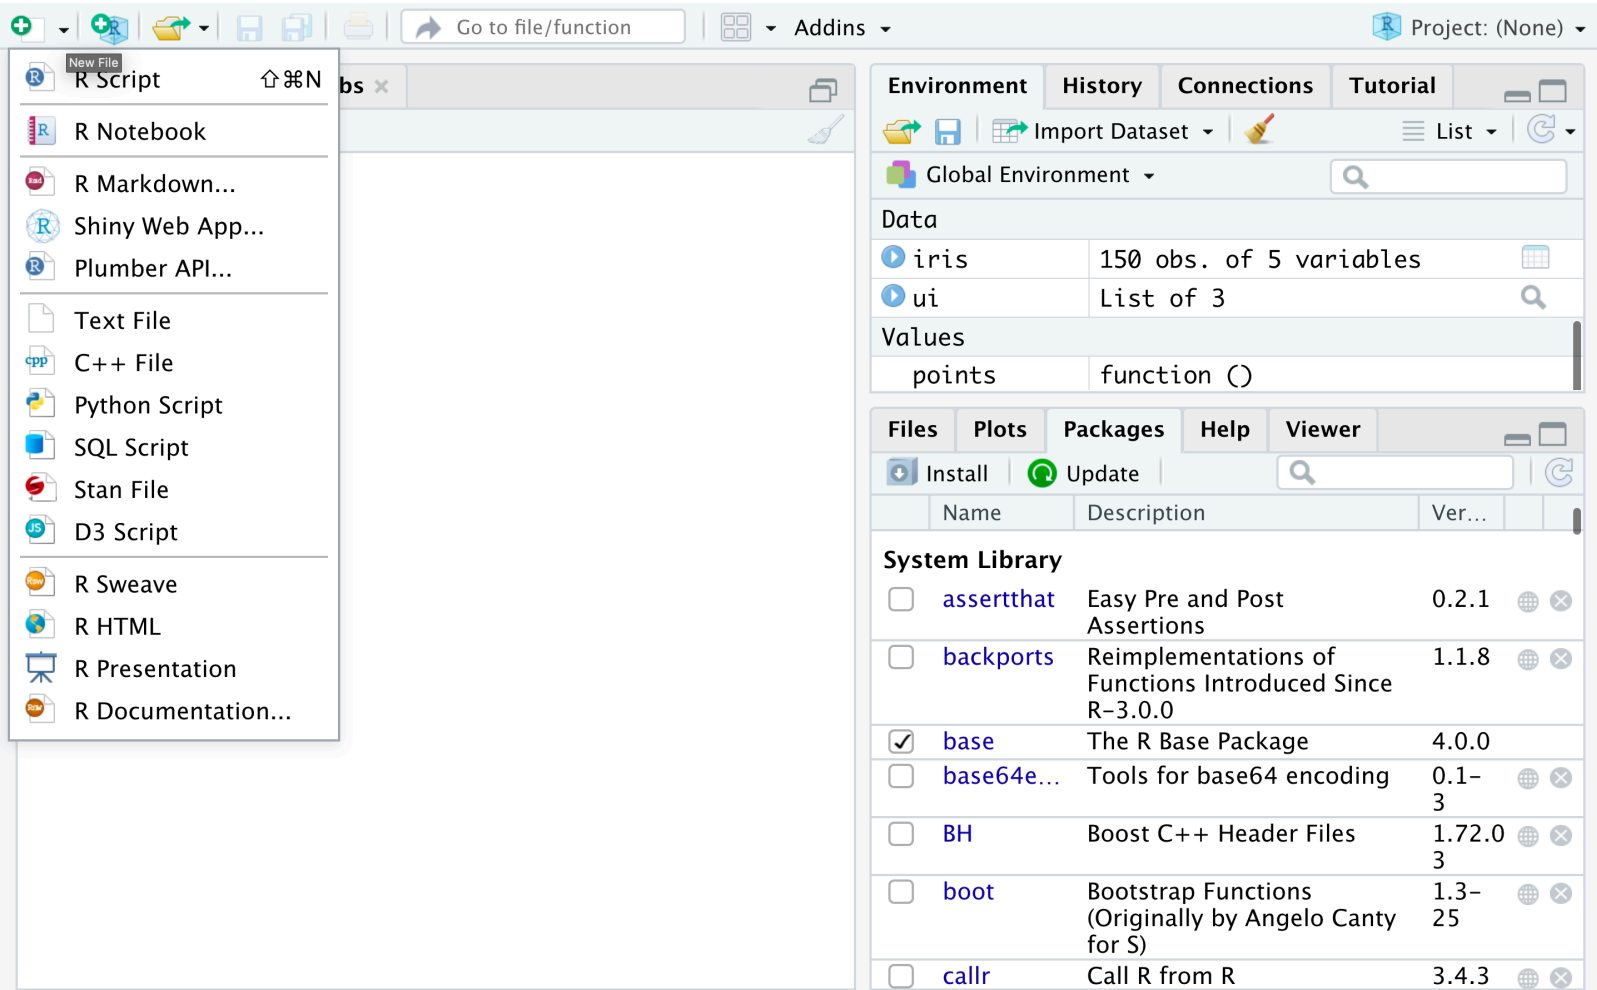 Go to file/function
Addins
Project: (None)
New File
R Script ⇧⌘N
R Notebook
R Markdown...
Shiny Web App...
Plumber API...
Text File
C++ File
Python Script
SQL Script
Stan File
D3 Script
R Sweave
R HTML
R Presentation
R Documentation...
bs
Environment History Connections Tutorial
Import Dataset List
Global Environment
Data
iris 150 obs. of 5 variables
ui List of 3
Values
points function ()
Files Plots Packages Help Viewer
Install Update
Name Description Ver...
System Library
assertthat Easy Pre and Post 0.2.1
Assertions
backports Reimplementations of 1.1.8
Functions Introduced Since
R-3.0.0
base The R Base Package 4.0.0
base64e... Tools for base64 encoding 0.1-
3
BH Boost C++ Header Files 1.72.0
3
boot Bootstrap Functions 1.3-
(Originally by Angelo Canty 25
for S)
callr Call R from R 3.4.3